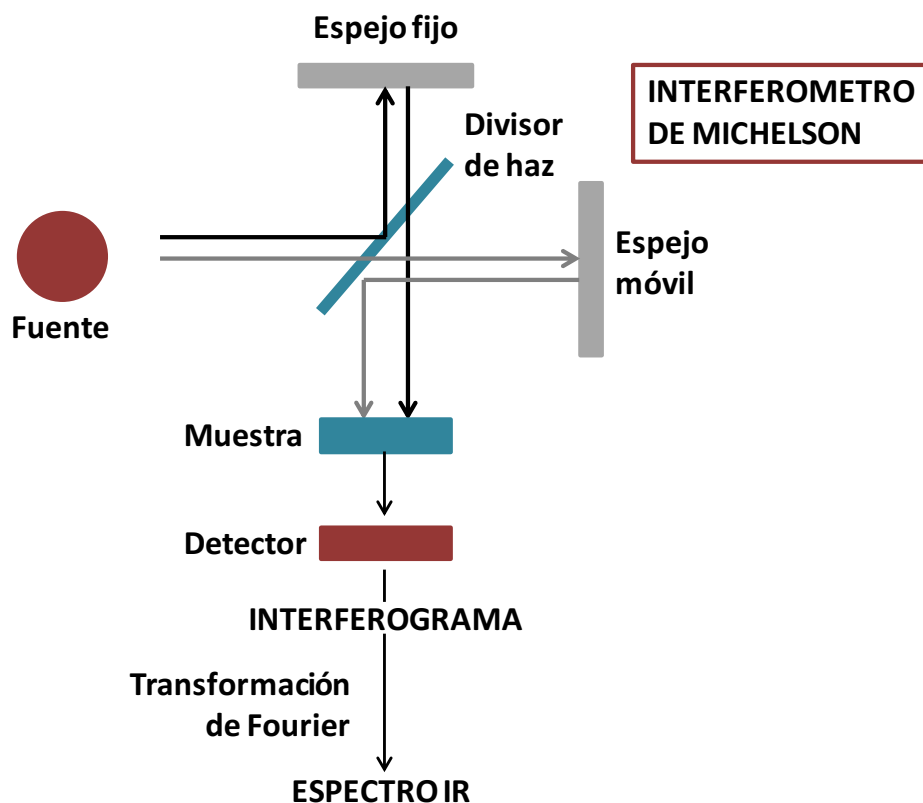 Espejo fijo
INTERFEROMETRO
DE MICHELSON
Divisor
de haz
Espejo
móvil
Fuente
Muestra
Detector
INTERFEROGRAMA
Transformación
de Fourier
ESPECTRO IR